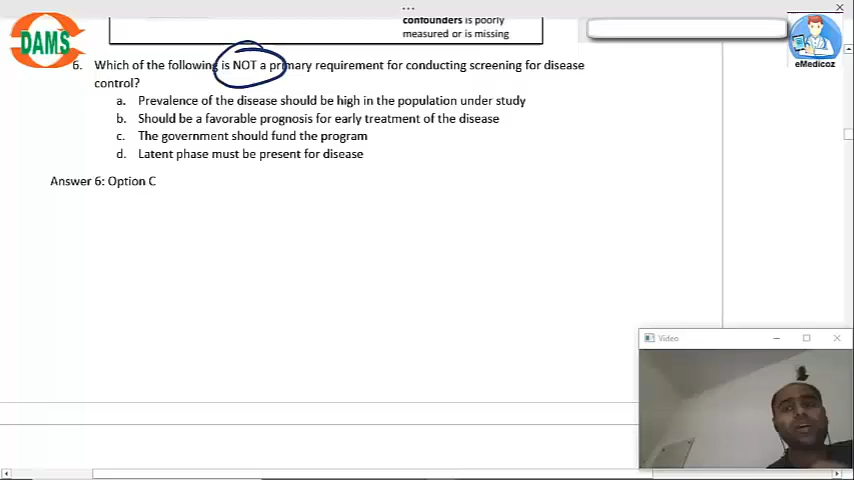 confounders is poorly
measured or is missing
DAMS
eMedicoz
6. Which of the following is NOT a primary requirement for conducting screening for disease
control?
a. Prevalence of the disease should be high in the population under study
b. Should be a favorable prognosis for early treatment of the disease
c. The government should fund the program
d. Latent phase must be present for disease
Answer 6: Option C
Video